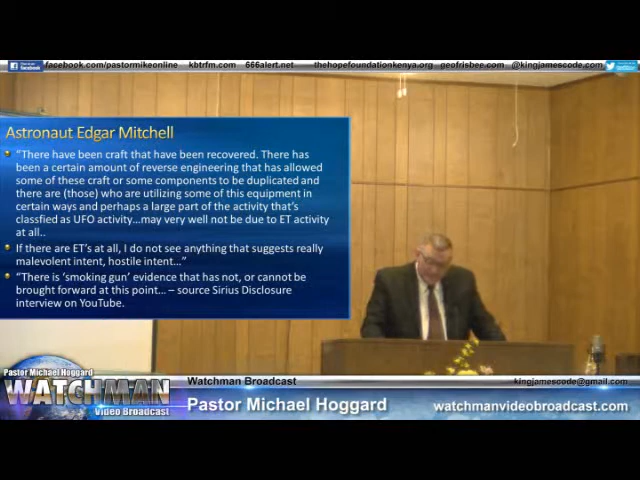 facebook.com/pastormikeonline kbtrfm.com 666alert.net thehopefoundationkenya.org geofrisbee.com @kingjamescode.com
Astronaut Edgar Mitchell
"There have been craft that have been recovered. There has
been a certain amount of reverse engineering that has allowed
some of these craft or some components to be duplicated and
there are (those) who are utilizing some of this equipment in
certain ways and perhaps a large part of the activity that's
classfied as UFO activity...may very well not be due to ET activity
at all..
If there are ET's at all, I do not see anything that suggests really
malevolent intent, hostile intent..."
"There is 'smoking gun' evidence that has not, or cannot be
brought forward at this point... – source Sirius Disclosure
interview on YouTube.
Pastor Michael Hoggard
WATCHMAN
Video Broadcast
Watchman Broadcast
kingjamescode@gmail.com
Pastor Michael Hoggard
watchmanvideobroadcast.com